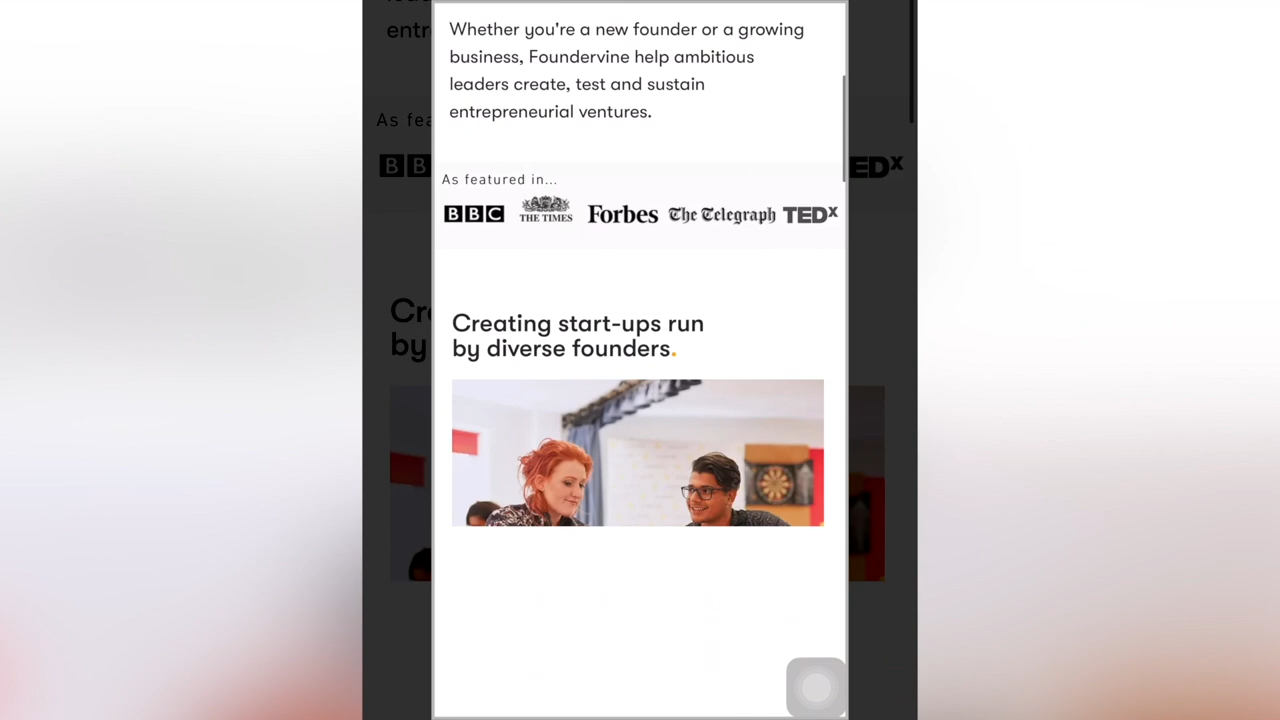 Whether you're a new founder or a growing
business, Foundervine help ambitious
leaders create, test and sustain
entrepreneurial ventures.
As featured in...
BBC THE TIMES Forbes The Telegraph TEDx
Creating start-ups run
by diverse founders.